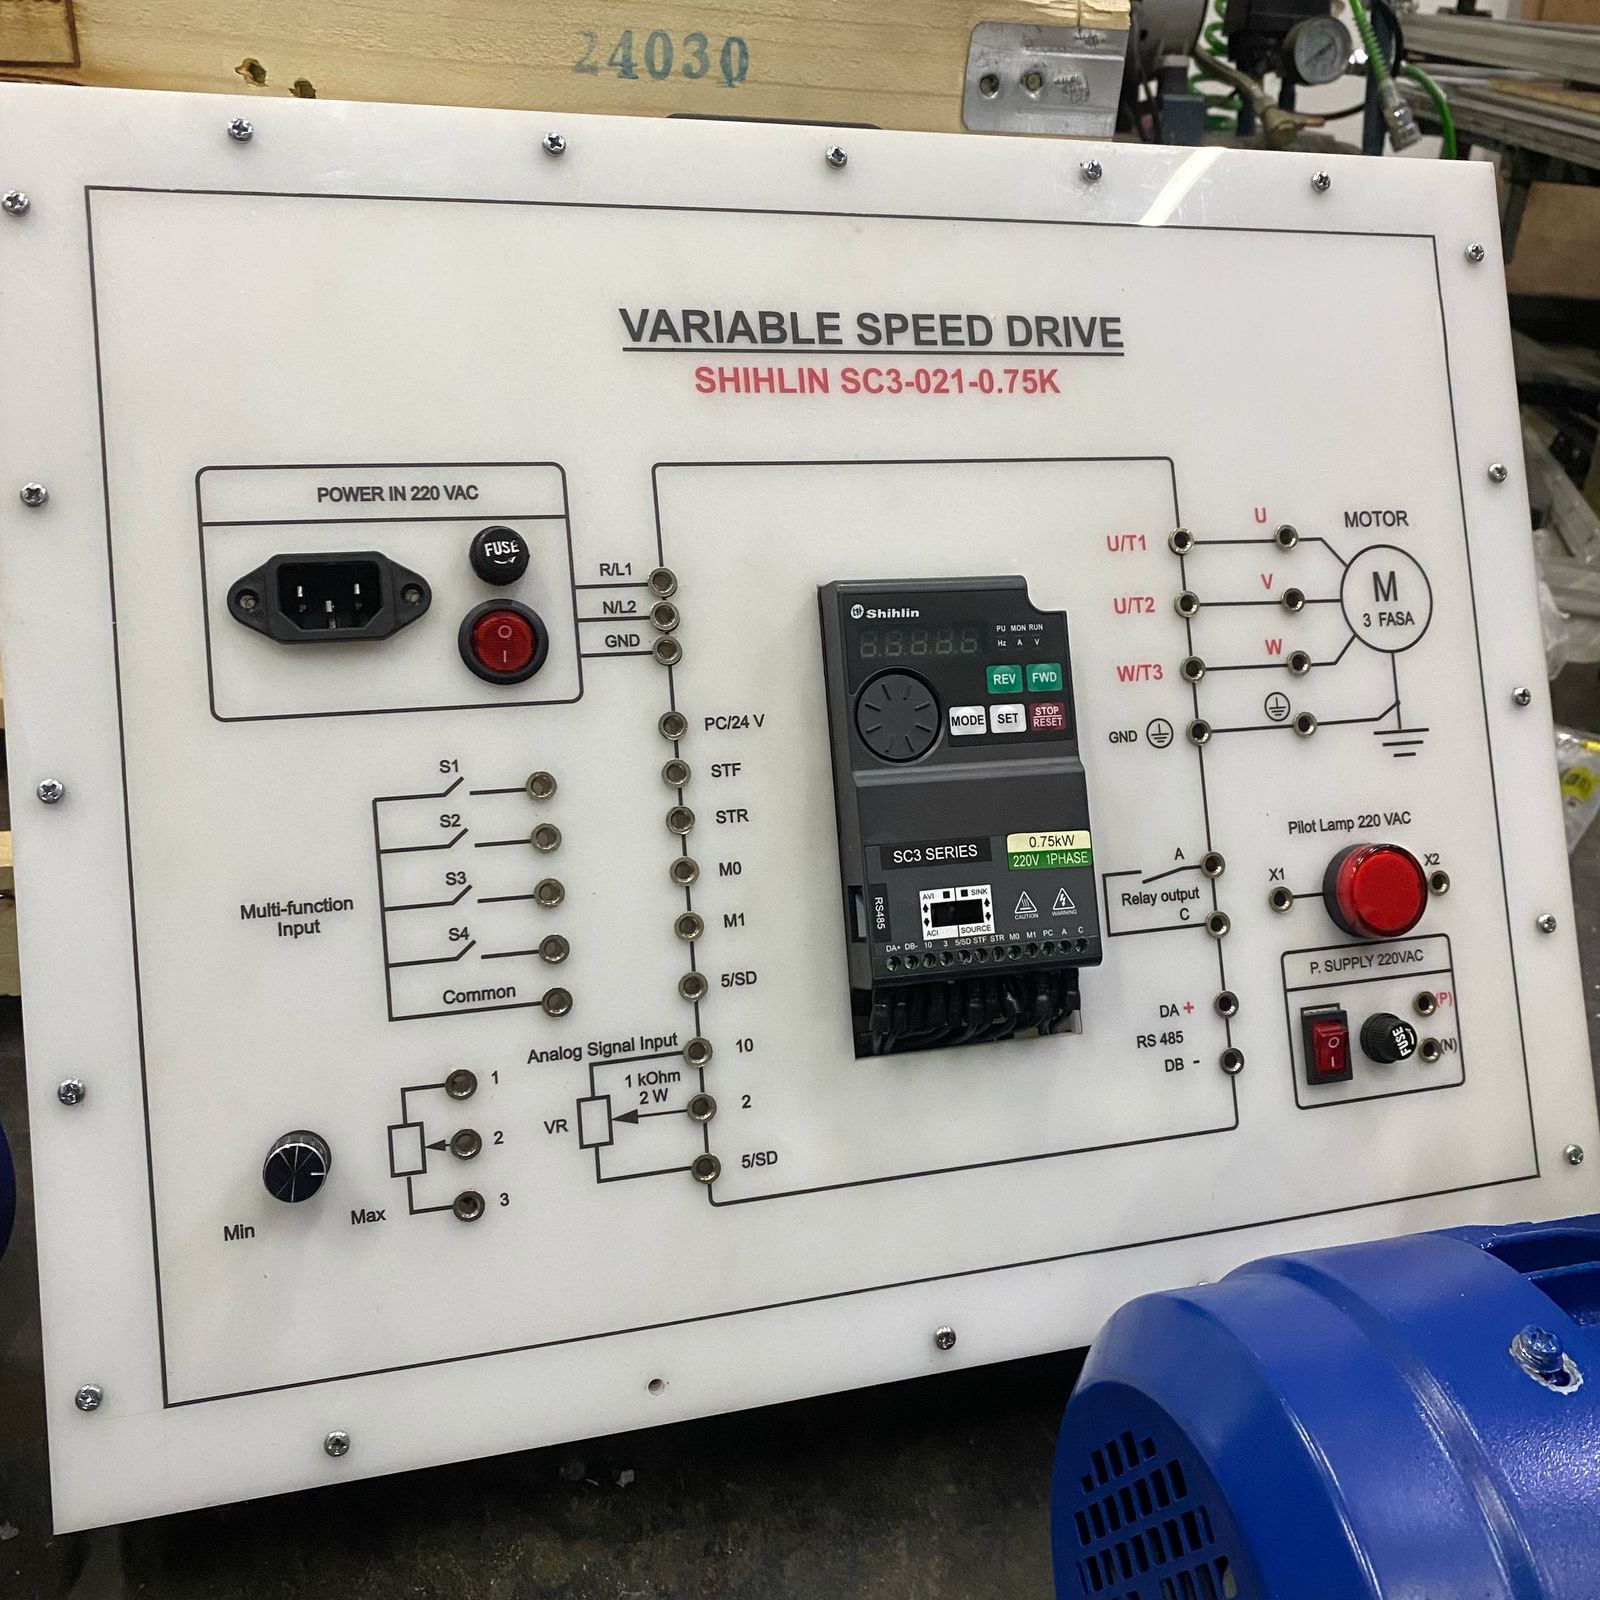 24030
VARIABLE SPEED DRIVE
SHIHLIN SC3-021-0.75K
POWER IN 220 VAC
FUSE
O
I
R/L1
N/L2
GND
PC/24 V
STF
STR
M0
M1
5/SD
10
2
5/SD
S1
S2
S3
S4
Common
Multi-function
Input
Analog Signal Input
1 kOhm
2 W
VR
1
2
3
Min
Max
Shihlin
88888
PU MON RUN
Hz A V
REV FWD
MODE SET STOP
RESET
SC3 SERIES
0.75kW
220V 1PHASE
RS485
AVI SINK
ACI SOURCE
CAUTION WARNING
DA+ DB- 10 3 5/SD STF STR M0 M1 PC A C
U/T1
U/T2
W/T3
GND
U
V
W
MOTOR
M
3 FASA
A
Relay output
C
DA +
RS 485
DB -
Pilot Lamp 220 VAC
X1
X2
P. SUPPLY 220VAC
O
I
FUSE
(P)
(N)